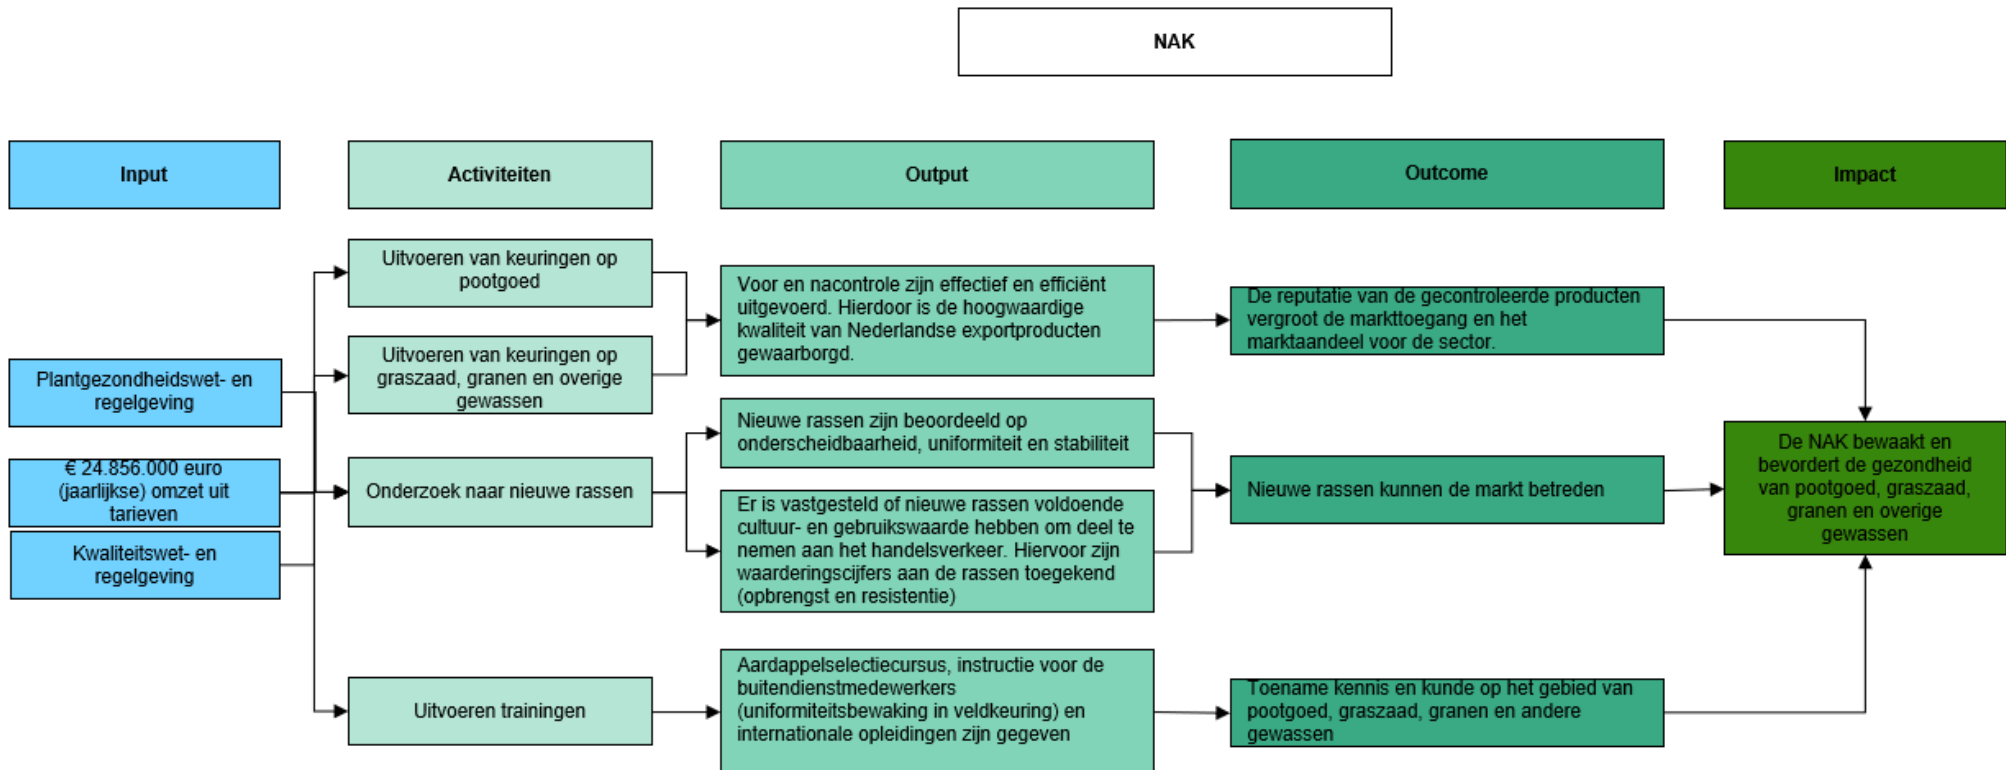 NAK
Input
Activiteiten
Output
Outcome
Impact
Plantgezondheidswet- en
regelgeving
€ 24.856.000 euro
(jaarlijkse) omzet uit
tarieven
Kwaliteitswet- en
regelgeving
Uitvoeren van keuringen op
pootgoed
Uitvoeren van keuringen op
graszaad, granen en overige
gewassen
Onderzoek naar nieuwe rassen
Uitvoeren trainingen
Voor en nacontrole zijn effectief en efficiënt
uitgevoerd. Hierdoor is de hoogwaardige
kwaliteit van Nederlandse exportproducten
gewaarborgd.
Nieuwe rassen zijn beoordeeld op
onderscheidbaarheid, uniformiteit en stabiliteit
Er is vastgesteld of nieuwe rassen voldoende
cultuur- en gebruikswaarde hebben om deel te
nemen aan het handelsverkeer. Hiervoor zijn
waarderingscijfers aan de rassen toegekend
(opbrengst en resistentie)
Aardappelselectiecursus, instructie voor de
buitendienstmedewerkers
(uniformiteitsbewaking in veldkeuring) en
internationale opleidingen zijn gegeven
De reputatie van de gecontroleerde producten
vergroot de markttoegang en het
marktaandeel voor de sector.
Nieuwe rassen kunnen de markt betreden
Toename kennis en kunde op het gebied van
pootgoed, graszaad, granen en andere
gewassen
De NAK bewaakt en
bevordert de gezondheid
van pootgoed, graszaad,
granen en overige
gewassen